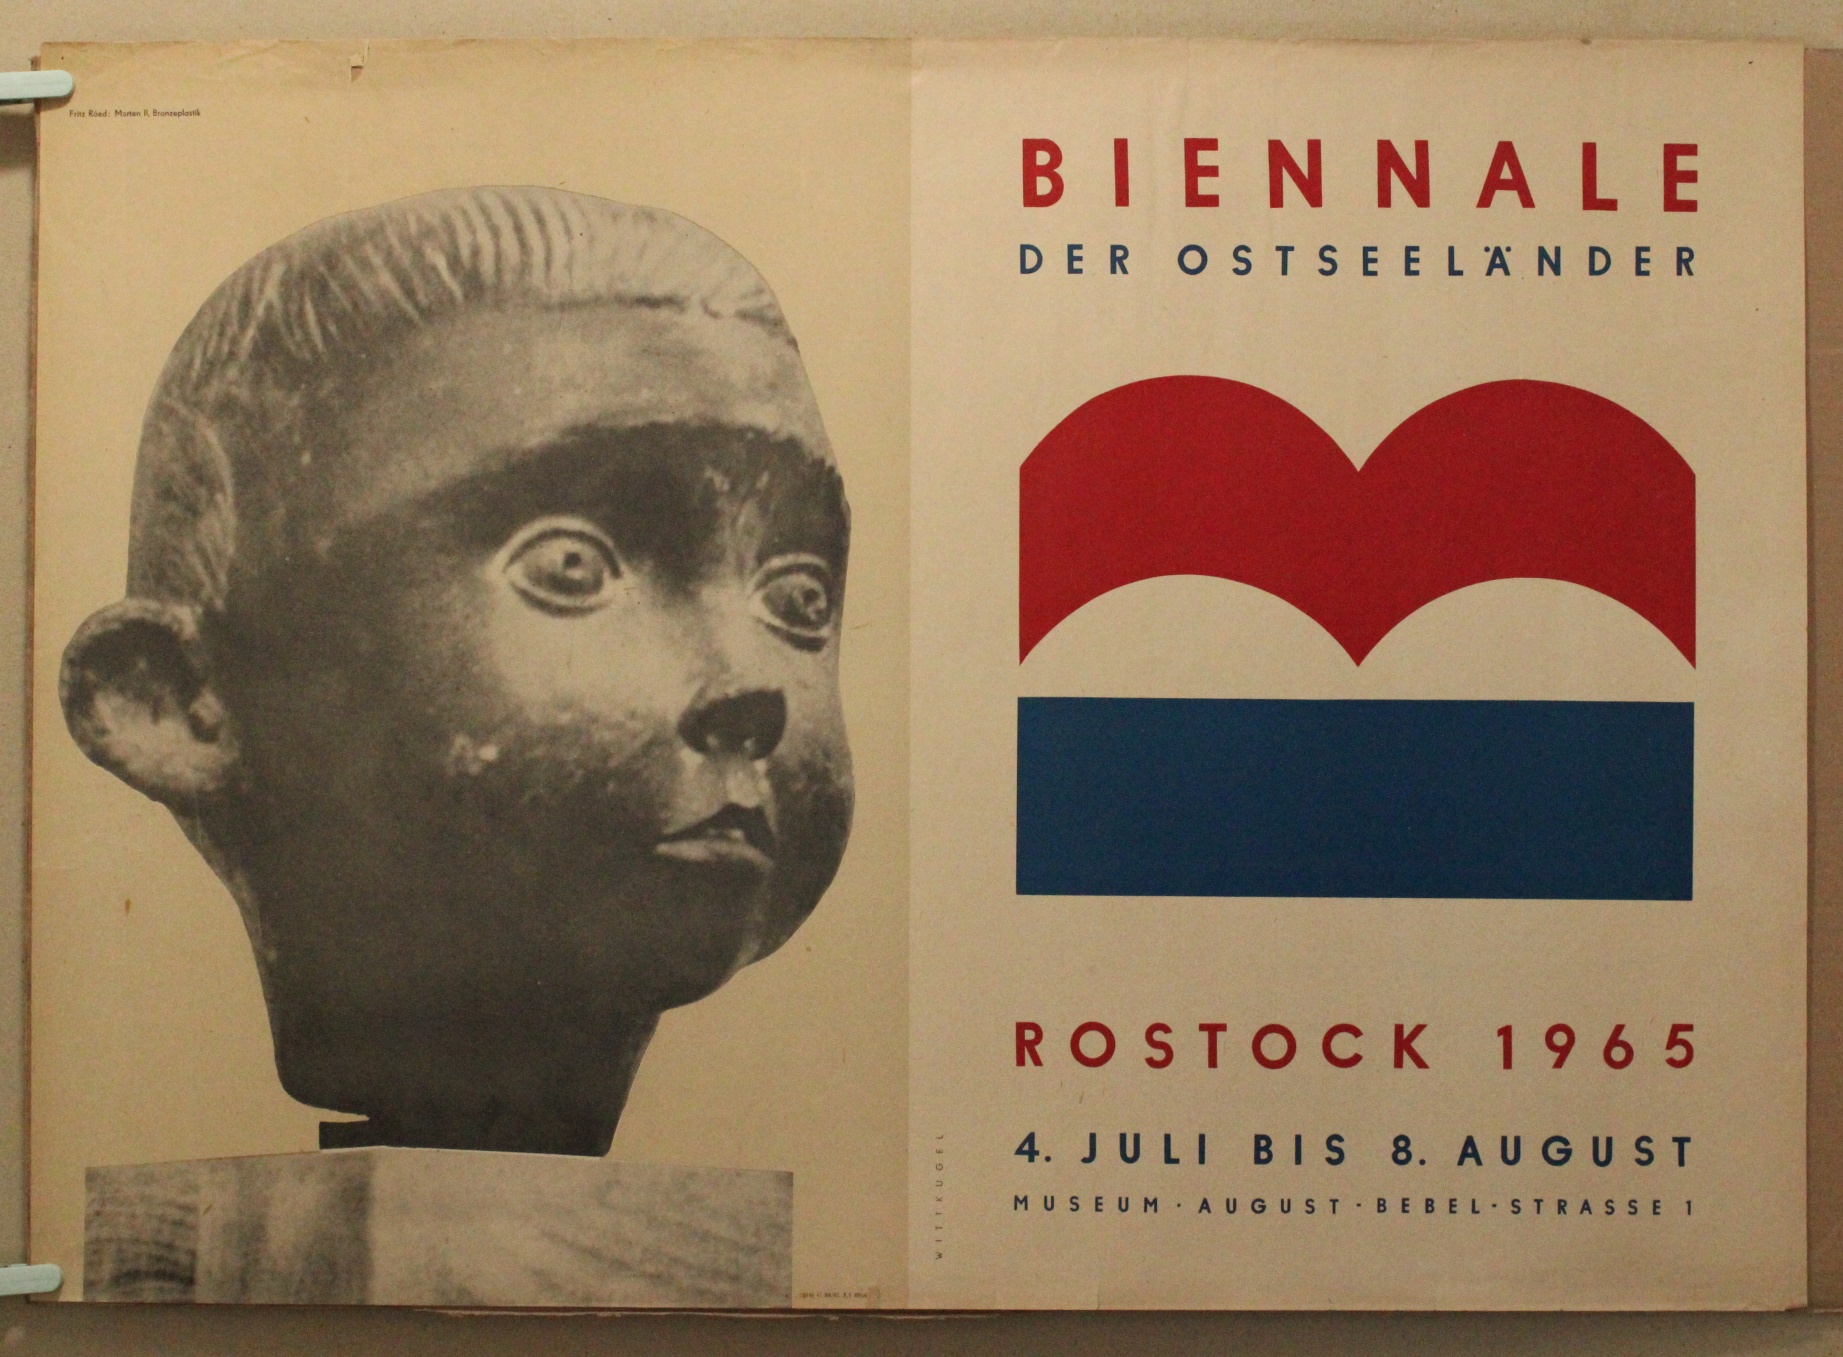 Fritz Röed: Morten II, Bronzeplastik
BIENNALE
DER OSTSEELÄNDER
ROSTOCK 1965
4. JULI BIS 8. AUGUST
MUSEUM · AUGUST-BEBEL-STRASSE 1
WITTKUGEL